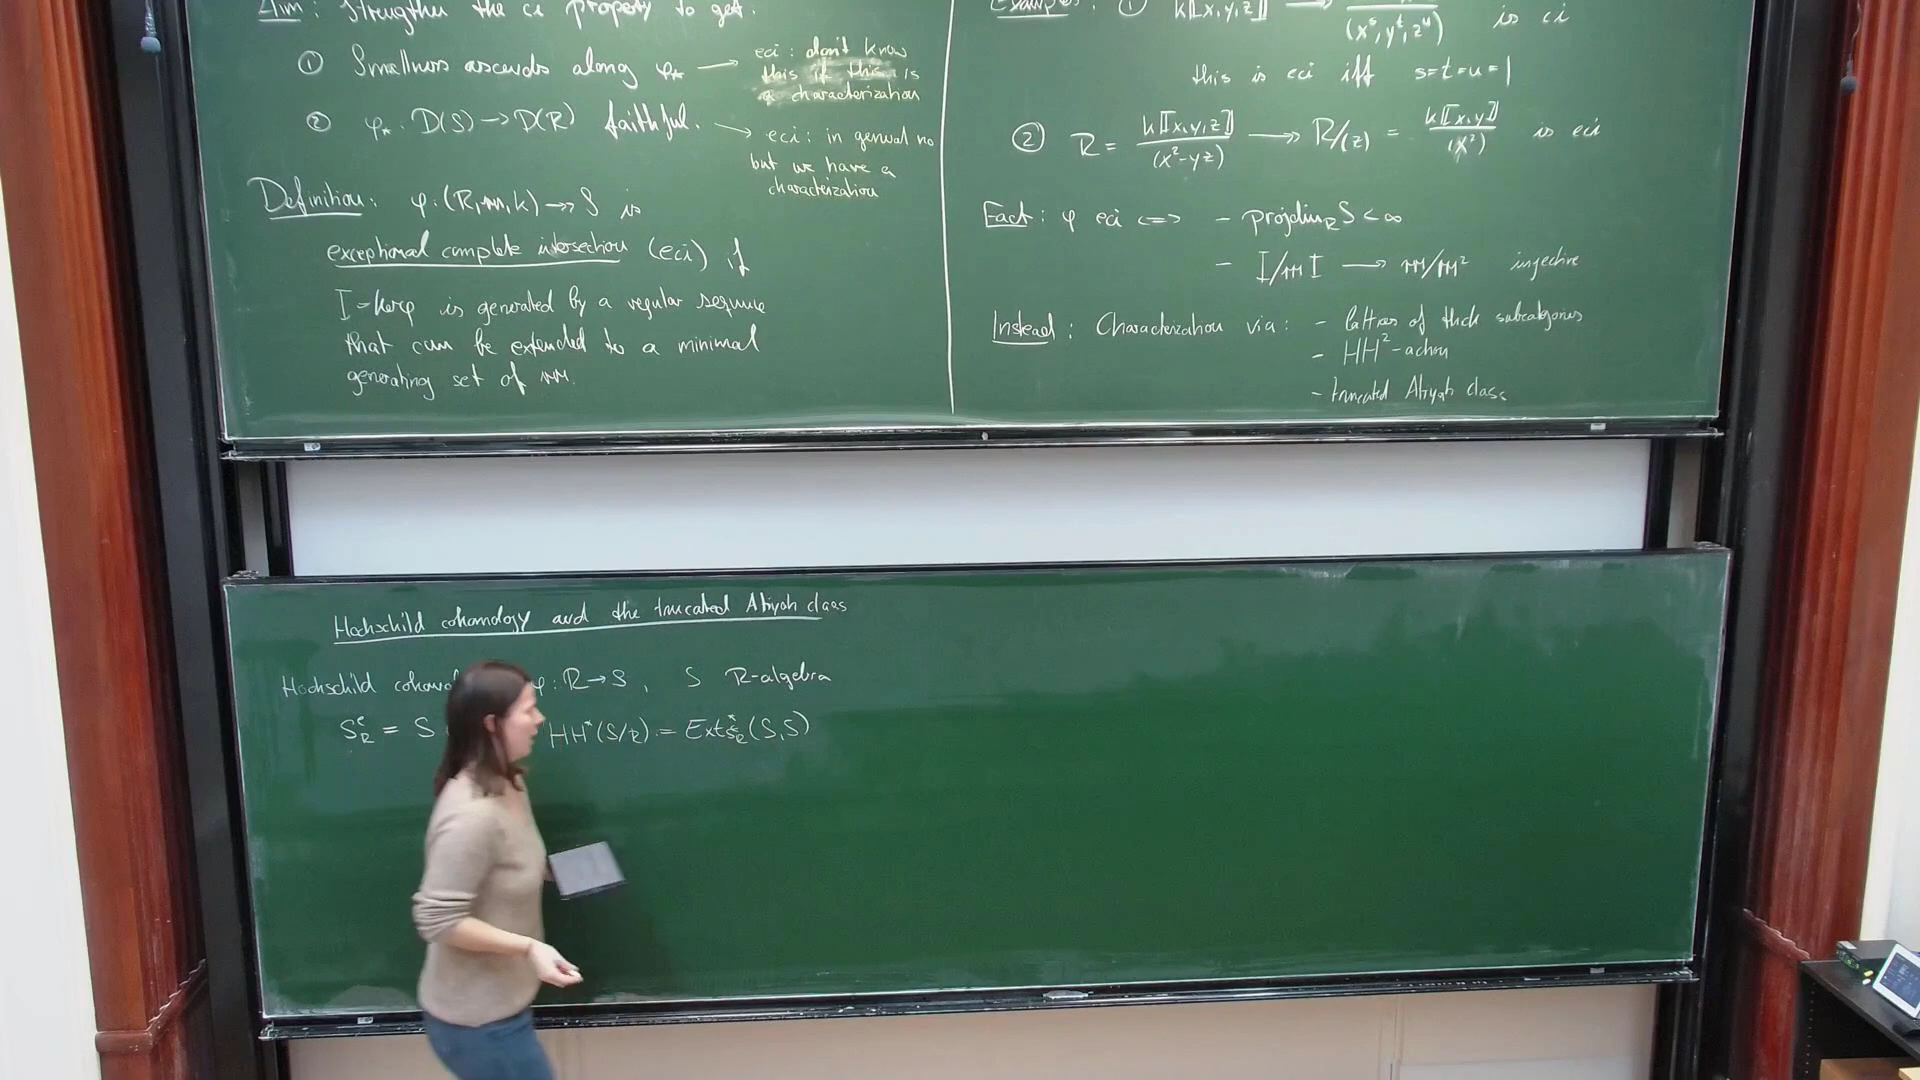 Aim: Strengthen the ci property to get:
① Smallness ascends along φ* → eci: don't know
this if this is
a characterization
② φ*: D(S) → D(R) faithful. → eci: in general no
but we have a
characterization
Definition: φ: (R, m, k) ↠ S is
exceptional complete intersection (eci) if
I = ker φ is generated by a regular sequence
that can be extended to a minimal
generating set of m.
Examples: ① k⟦x,y,z⟧ → (x^s, y^t, z^u) is ci
this is eci iff s=t=u=1
② R = k⟦x,y,z⟧/(x²-yz) ↠ R/(z) = k⟦x,y⟧/(x²) is eci
Fact: φ eci ⟺ - projdim_R S < ∞
- I/mI → m/m² injective
Instead: Characterization via: - lattices of thick subcategories
- HH²-action
- truncated Atiyah class
Hochschild cohomology and the truncated Atiyah class
Hochschild φ: R → S, S R-algebra
S^e_R = S HH*(S/R) := Ext*_{S^e_R}(S,S)